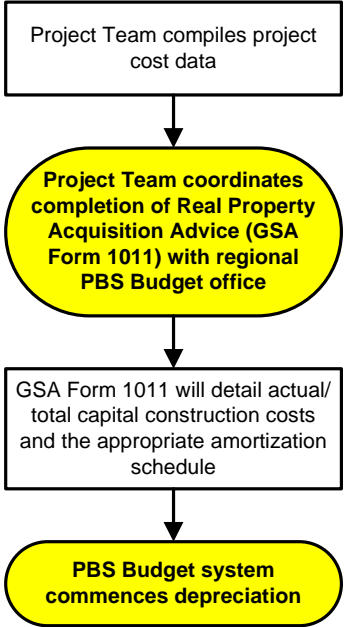 Project Team compiles project
cost data
Project Team coordinates
completion of Real Property
Acquisition Advice (GSA
Form 1011) with regional
PBS Budget office
GSA Form 1011 will detail actual/
total capital construction costs
and the appropriate amortization
schedule
PBS Budget system
commences depreciation